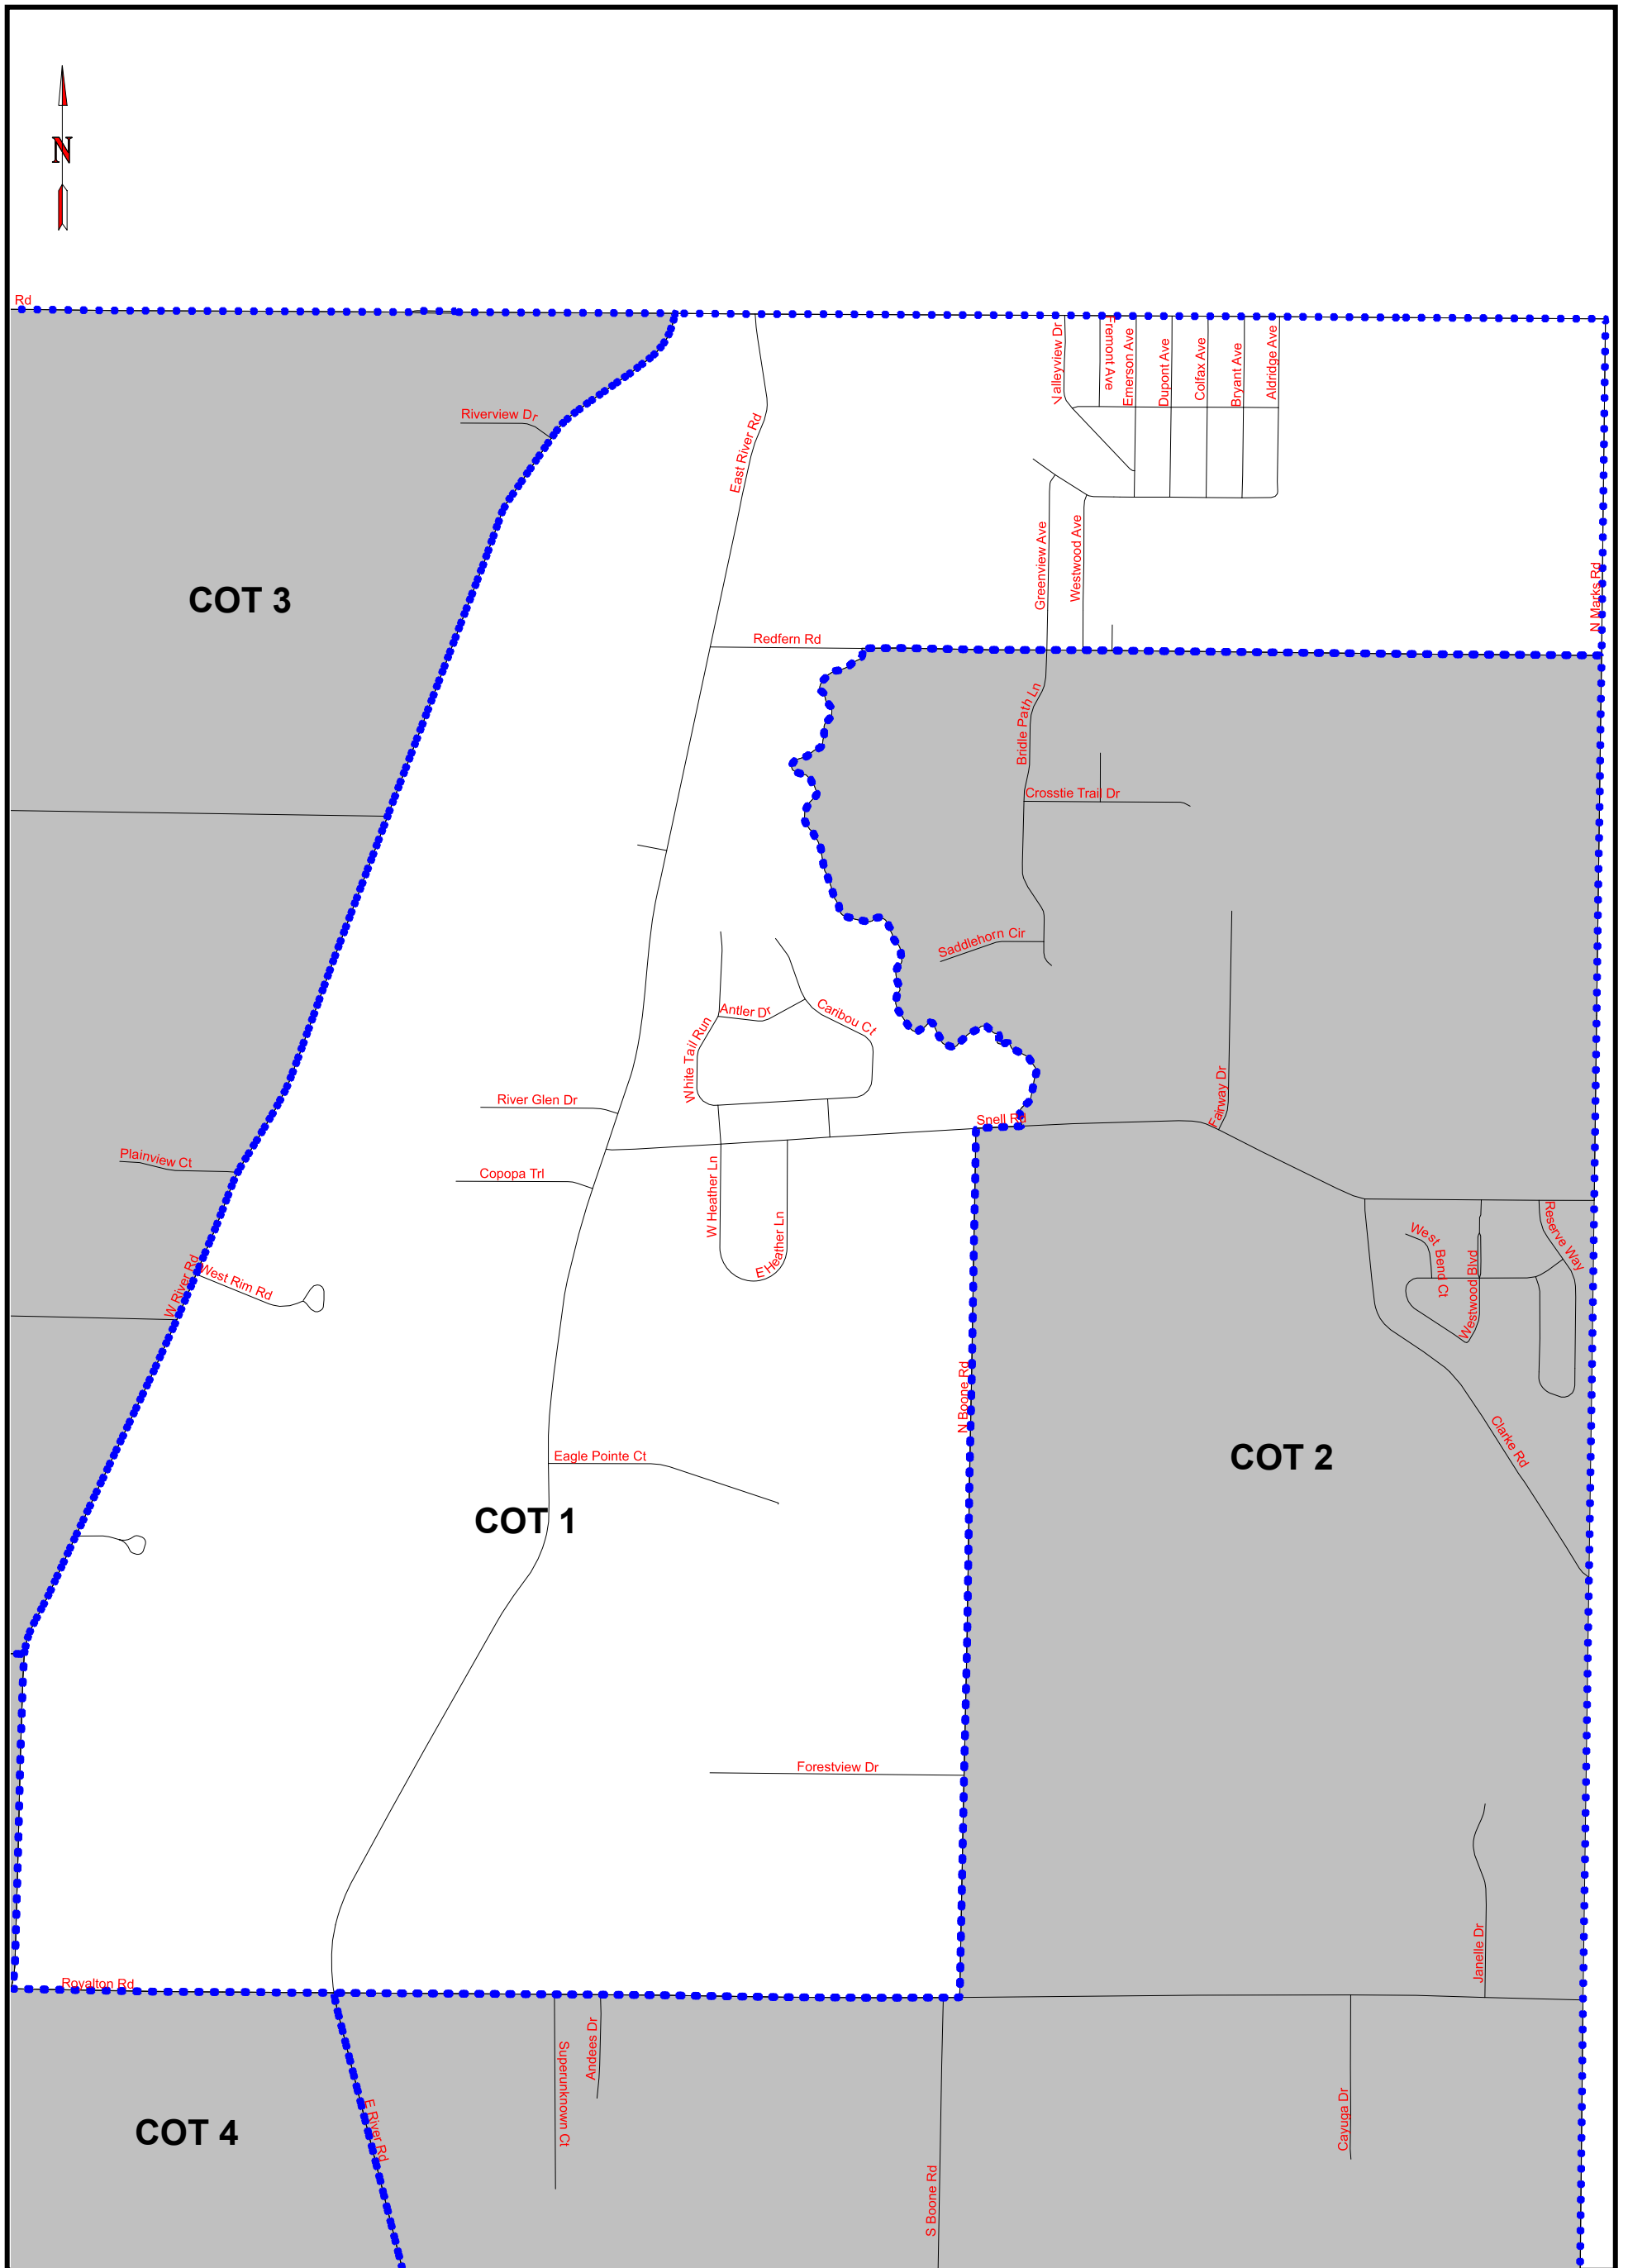 N
Rd
Valleyview Dr
Fremont Ave
Emerson Ave
Dupont Ave
Colfax Ave
Bryant Ave
Aldridge Ave
Riverview Dr
East River Rd
Greenview Ave
Westwood Ave
N Marks Rd
COT 3
Redfern Rd
Bridle Path Ln
Crosstie Trail Dr
Saddlehorn Cir
Antler Dr
Caribou Ct
White Tail Run
River Glen Dr
Snell Rd
Fairway Dr
Plainview Ct
Copopa Trl
W Heather Ln
E Heather Ln
West Bend Ct
Westwood Blvd
Reserve Way
W River Rd
West Rim Rd
N Boone Rd
Clarke Rd
Eagle Pointe Ct
COT 2
COT 1
Forestview Dr
Janelle Dr
Royalton Rd
Superunknown Ct
Andees Dr
E River Rd
Cayuga Dr
COT 4
S Boone Rd